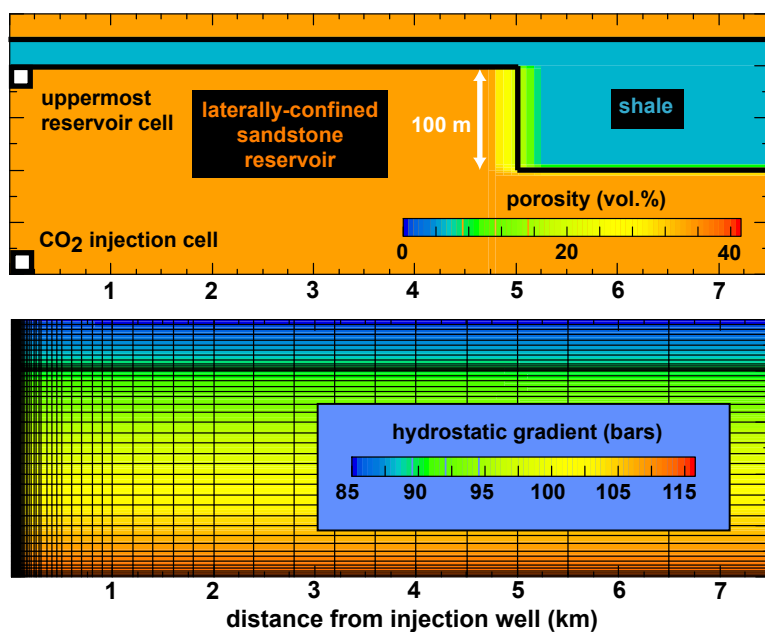 uppermost
reservoir cell
laterally-confined
sandstone
reservoir
100 m
shale
porosity (vol.%)
CO2 injection cell
0 20 40
1 2 3 4 5 6 7
hydrostatic gradient (bars)
85 90 95 100 105 115
1 2 3 4 5 6 7
distance from injection well (km)